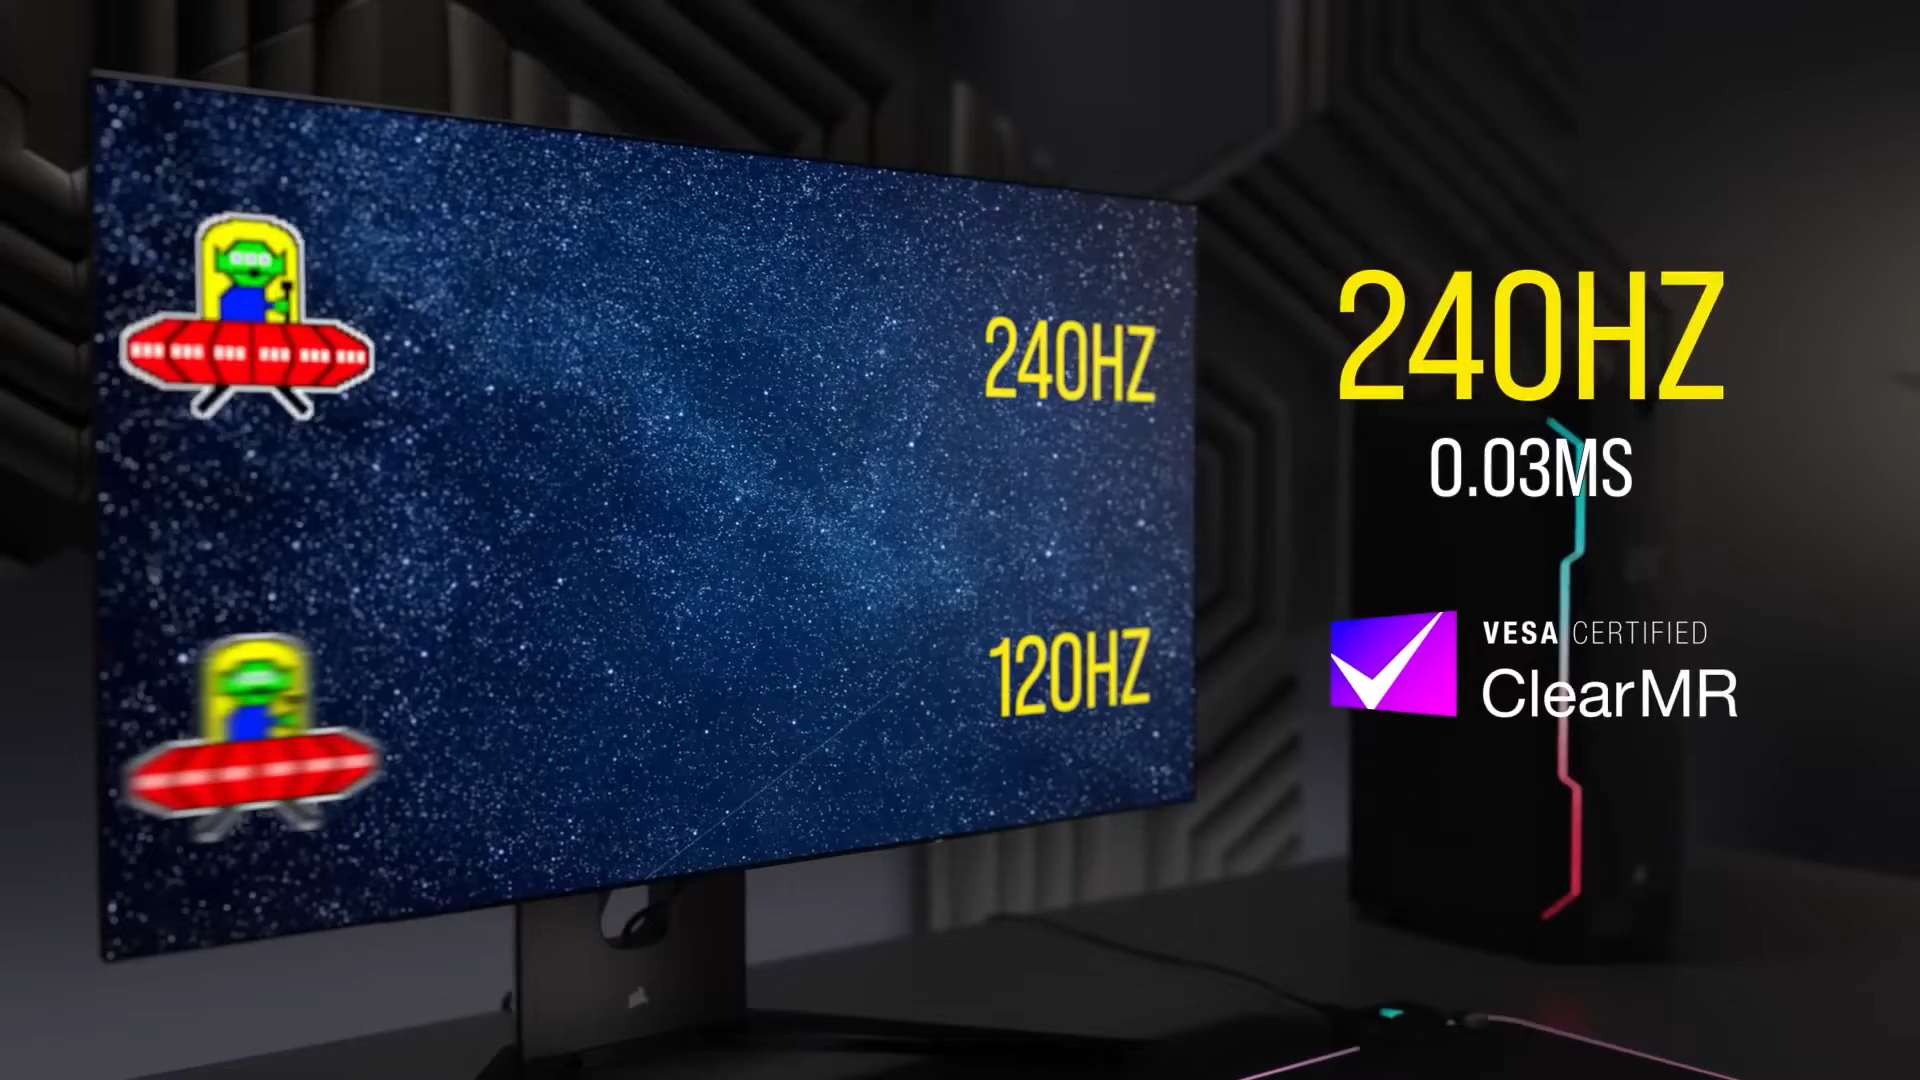 240HZ
120HZ
240HZ
0.03MS
VESA CERTIFIED
ClearMR